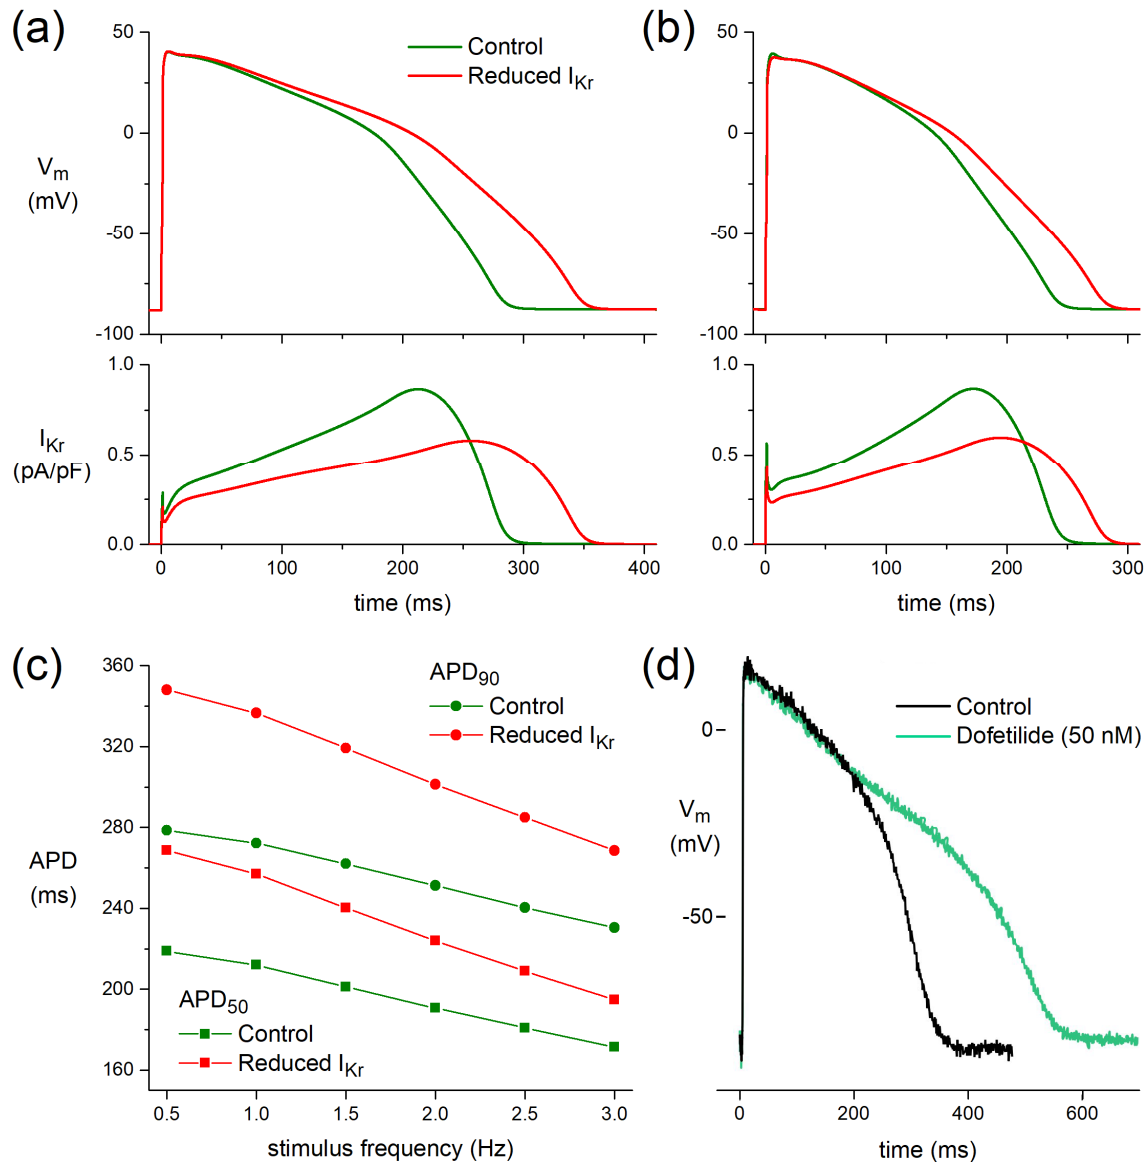 (a)
50
0
-50
-100
V_m
(mV)
Control
Reduced I_Kr
1.0
0.5
0.0
I_Kr
(pA/pF)
0
100
200
300
400
time (ms)
(b)
50
0
-50
-100
1.0
0.5
0.0
0
100
200
300
time (ms)
(c)
360
320
280
240
200
160
APD
(ms)
APD_90
Control
Reduced I_Kr
APD_50
Control
Reduced I_Kr
0.5
1.0
1.5
2.0
2.5
3.0
stimulus frequency (Hz)
(d)
0
-50
V_m
(mV)
Control
Dofetilide (50 nM)
0
200
400
600
time (ms)